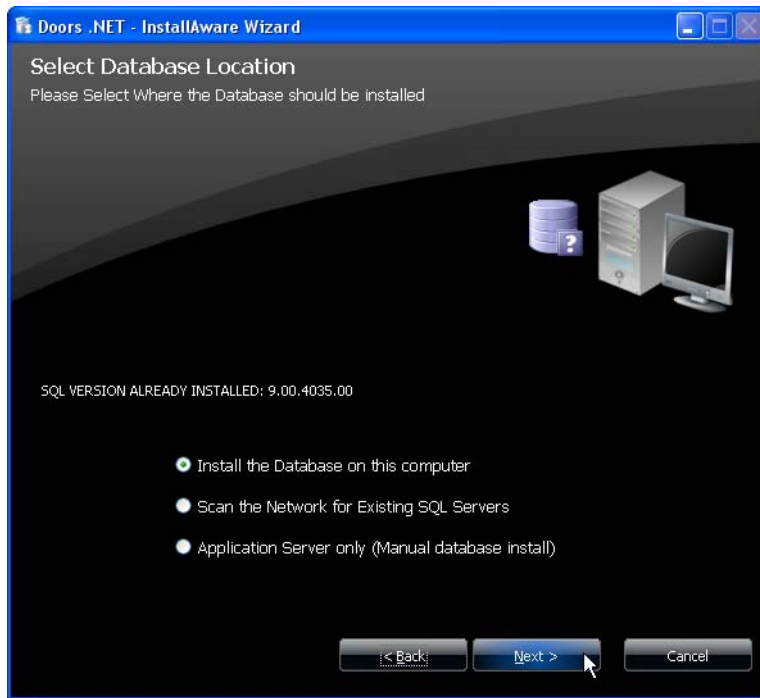 Doors .NET - InstallAware Wizard
Select Database Location
Please Select Where the Database should be installed
?
SQL VERSION ALREADY INSTALLED: 9.00.4035.00
Install the Database on this computer
Scan the Network for Existing SQL Servers
Application Server only (Manual database install)
< Back
Next >
Cancel